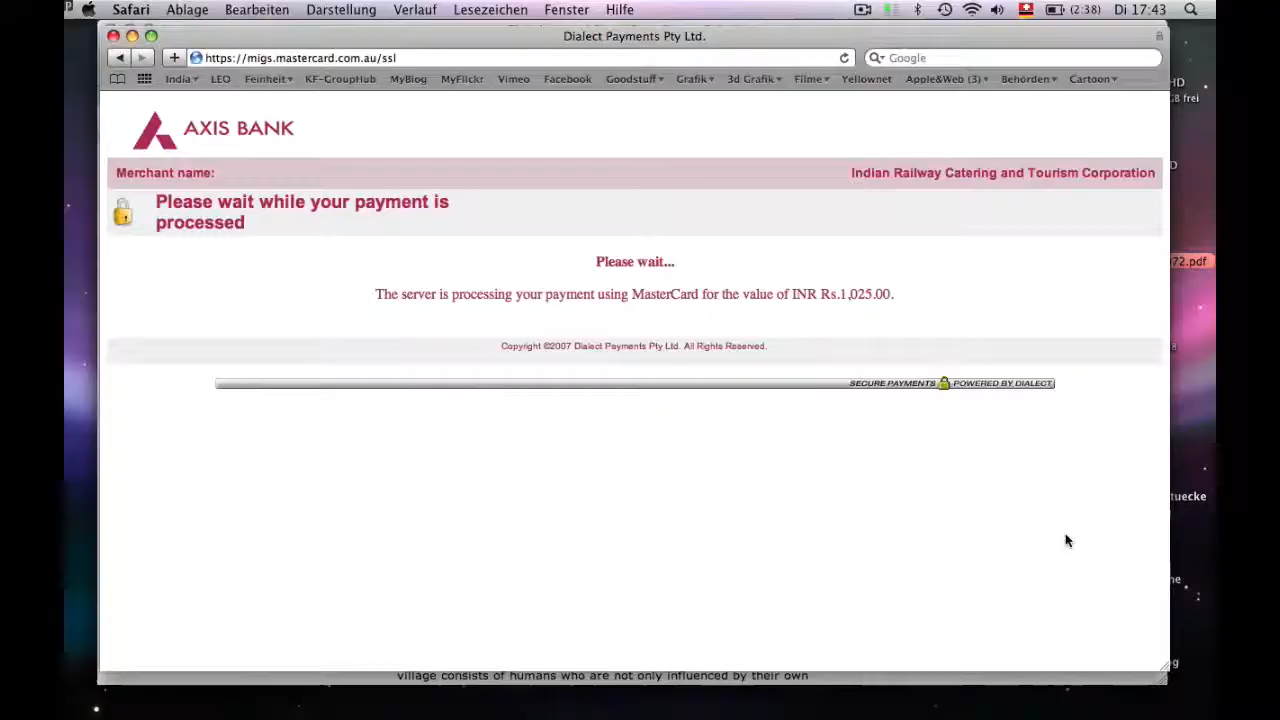 Safari Ablage Bearbeiten Darstellung Verlauf Lesezeichen Fenster Hilfe (2:38) Di 17:43
Dialect Payments Pty Ltd.
https://migs.mastercard.com.au/ssl Google
India LEO Feinheit KF-GroupHub MyBlog MyFlickr Vimeo Facebook Goodstuff Grafik 3d Grafik Filme Yellownet Apple&Web (3) Behörden Cartoon
HD
GB frei
AXIS BANK
Merchant name: Indian Railway Catering and Tourism Corporation
Please wait while your payment is
processed
Please wait...
072.pdf
The server is processing your payment using MasterCard for the value of INR Rs.1,025.00.
Copyright ©2007 Dialect Payments Pty Ltd. All Rights Reserved.
SECURE PAYMENTS POWERED BY DIALECT
tuecke
ne
village consists of humans who are not only influenced by their own